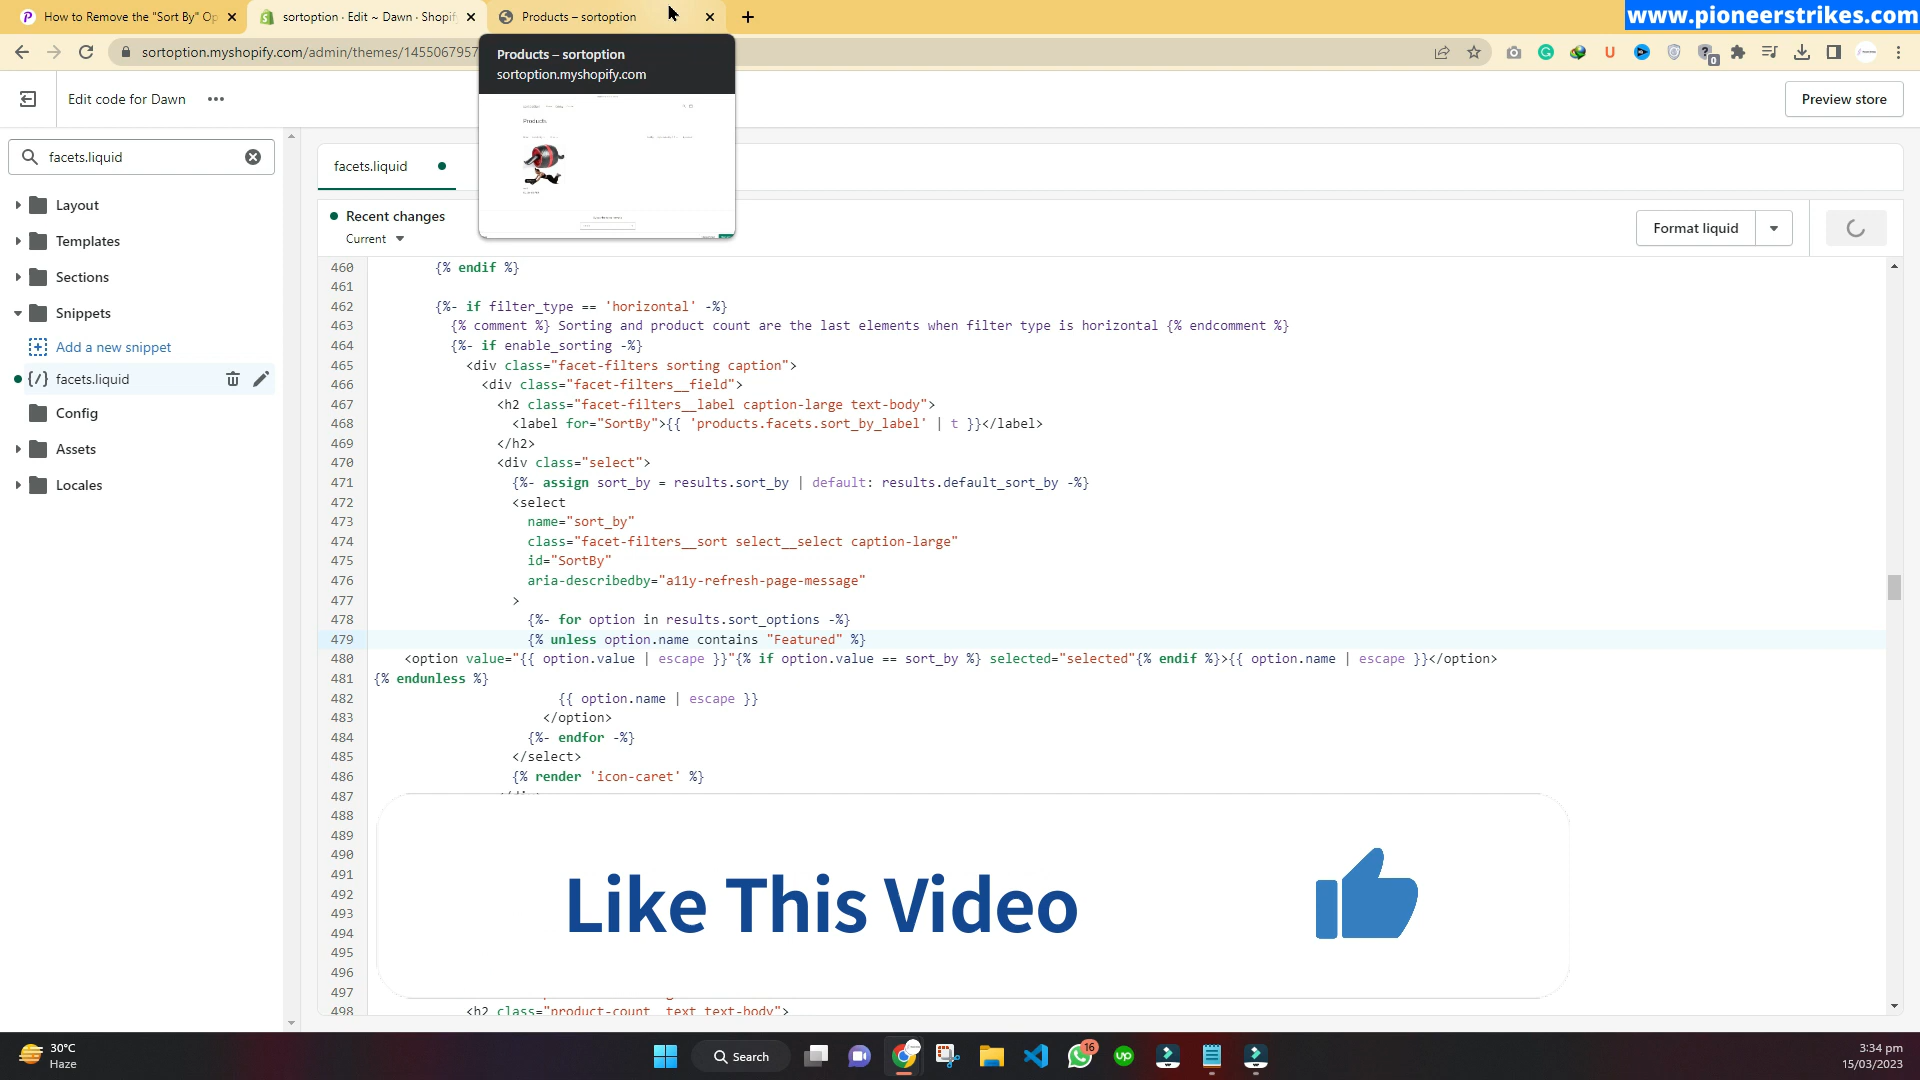 How to Remove the "Sort By" Op
sortoption · Edit ~ Dawn · Shopif
Products – sortoption
www.pioneerstrikes.com
sortoption.myshopify.com/admin/themes/1455067957
Products – sortoption
sortoption.myshopify.com
Products
0
Edit code for Dawn
Preview store
facets.liquid
facets.liquid
Layout
Templates
Sections
Snippets
Add a new snippet
facets.liquid
Config
Assets
Locales
Recent changes
Current
Format liquid
460 {% endif %}
461
462 {%- if filter_type == 'horizontal' -%}
463 {% comment %} Sorting and product count are the last elements when filter type is horizontal {% endcomment %}
464 {%- if enable_sorting -%}
465 <div class="facet-filters sorting caption">
466 <div class="facet-filters__field">
467 <h2 class="facet-filters__label caption-large text-body">
468 <label for="SortBy">{{ 'products.facets.sort_by_label' | t }}</label>
469 </h2>
470 <div class="select">
471 {%- assign sort_by = results.sort_by | default: results.default_sort_by -%}
472 <select
473 name="sort_by"
474 class="facet-filters__sort select__select caption-large"
475 id="SortBy"
476 aria-describedby="a11y-refresh-page-message"
477 >
478 {%- for option in results.sort_options -%}
479 {% unless option.name contains "Featured" %}
480 <option value="{{ option.value | escape }}"{% if option.value == sort_by %} selected="selected"{% endif %}>{{ option.name | escape }}</option>
481 {% endunless %}
482 {{ option.name | escape }}
483 </option>
484 {%- endfor -%}
485 </select>
486 {% render 'icon-caret' %}
487
488
489
490
491
492
493
494
495
496
497
498 <h2 class="product-count__text text-body">
Like This Video
30°C
Haze
Search
16
up
3:34 pm
15/03/2023